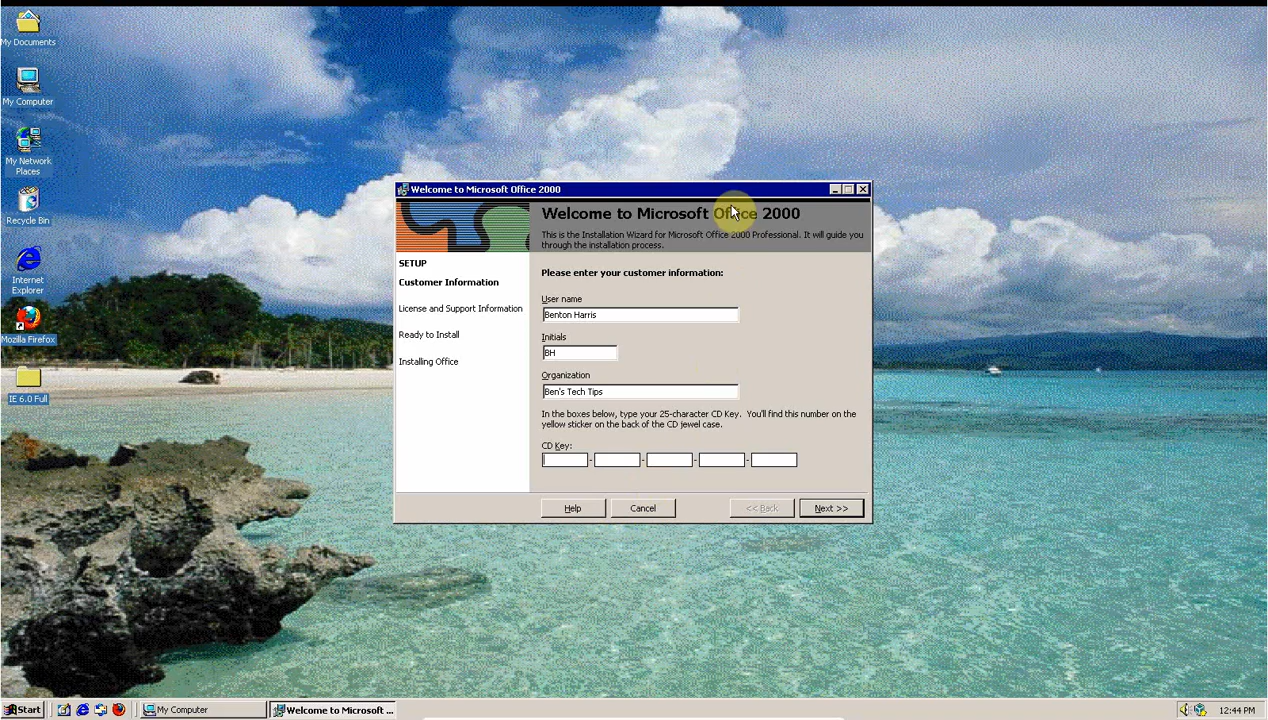 My Documents
My Computer
My Network
Places
Recycle Bin
Internet
Explorer
Mozilla Firefox
IE 6.0 Full
Welcome to Microsoft Office 2000
Welcome to Microsoft Office 2000
This is the Installation Wizard for Microsoft Office 2000 Professional. It will guide you
through the installation process.
SETUP
Customer Information
License and Support Information
Ready to Install
Installing Office
Please enter your customer information:
User name
Benton Harris
Initials
BH
Organization
Ben's Tech Tips
In the boxes below, type your 25-character CD Key. You'll find this number on the
yellow sticker on the back of the CD jewel case.
CD Key:
- - - -
Help
Cancel
<< Back
Next >>
Start
My Computer
Welcome to Microsoft ...
12:44 PM